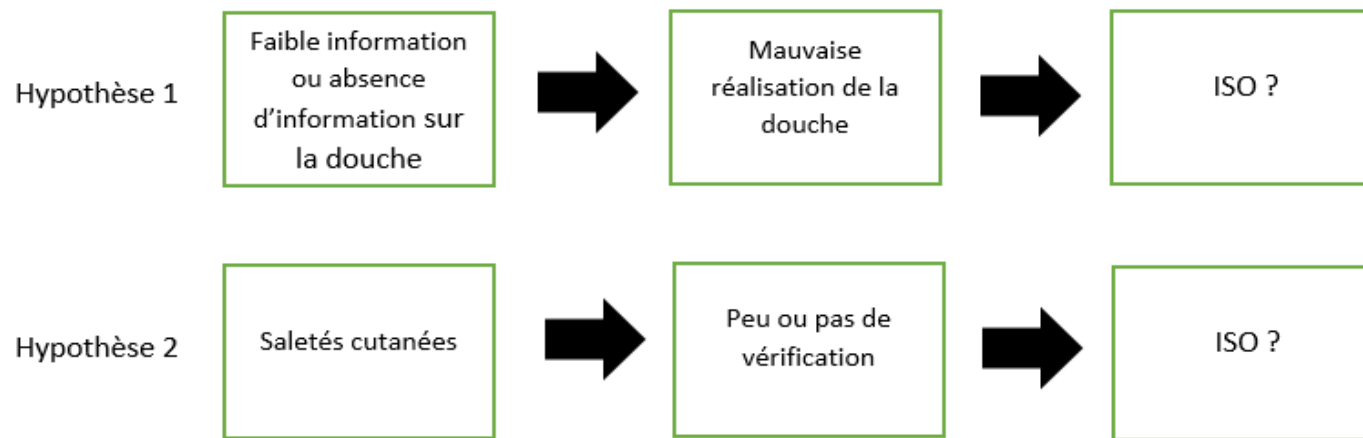 Hypothèse 1
Faible information
ou absence
d’information sur
la douche
Mauvaise
réalisation de la
douche
ISO ?
Hypothèse 2
Saletés cutanées
Peu ou pas de
vérification
ISO ?